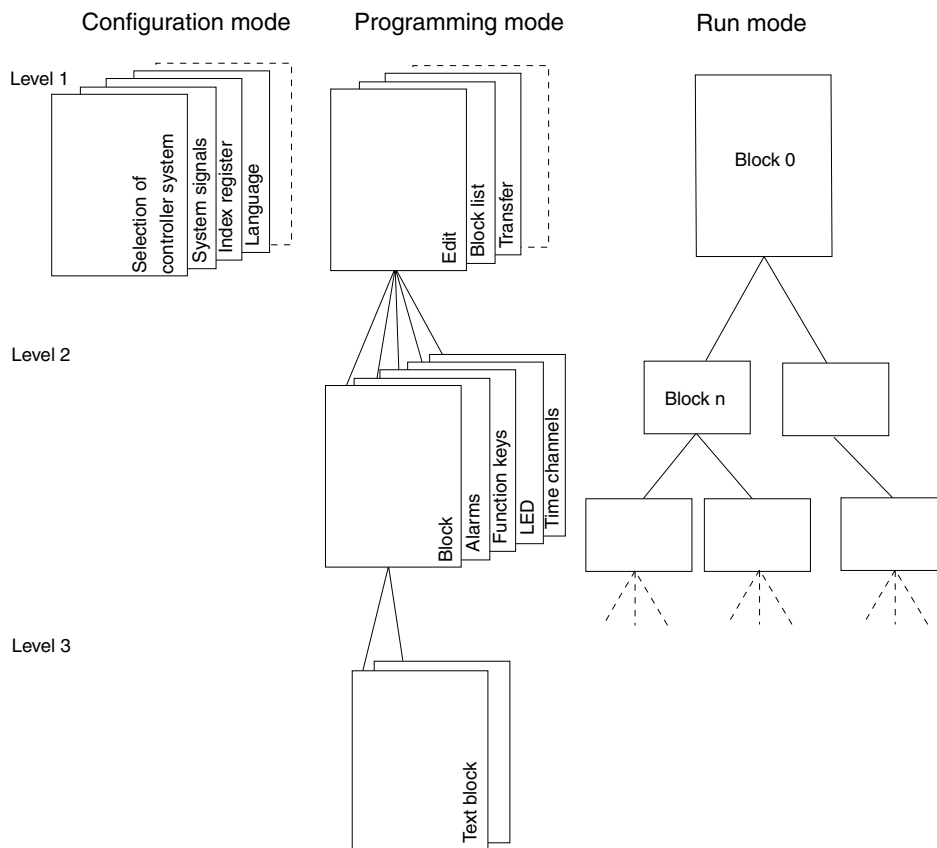 Configuration mode
Programming mode
Run mode
Level 1
Selection of
controller system
System signals
Index register
Language
Edit
Block list
Transfer
Block 0
Level 2
Block
Alarms
Function keys
LED
Time channels
Block n
Level 3
Text block